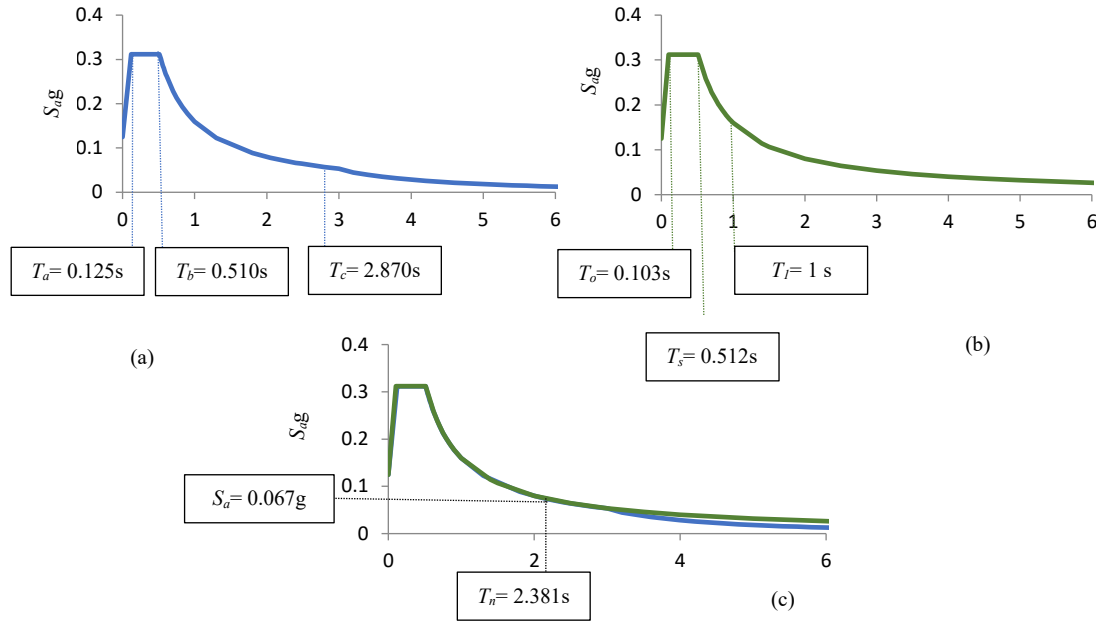 0.4
0.3
0.2
0.1
0
Sag
0 1 2 3 4 5 6
Ta= 0.125s
Tb= 0.510s
Tc= 2.870s
(a)
0.4
0.3
0.2
0.1
0
Sag
0 1 2 3 4 5 6
To= 0.103s
T1= 1 s
Ts= 0.512s
(b)
0.4
0.3
0.2
0.1
0
Sag
0 2 4 6
Sa= 0.067g
Tn= 2.381s
(c)